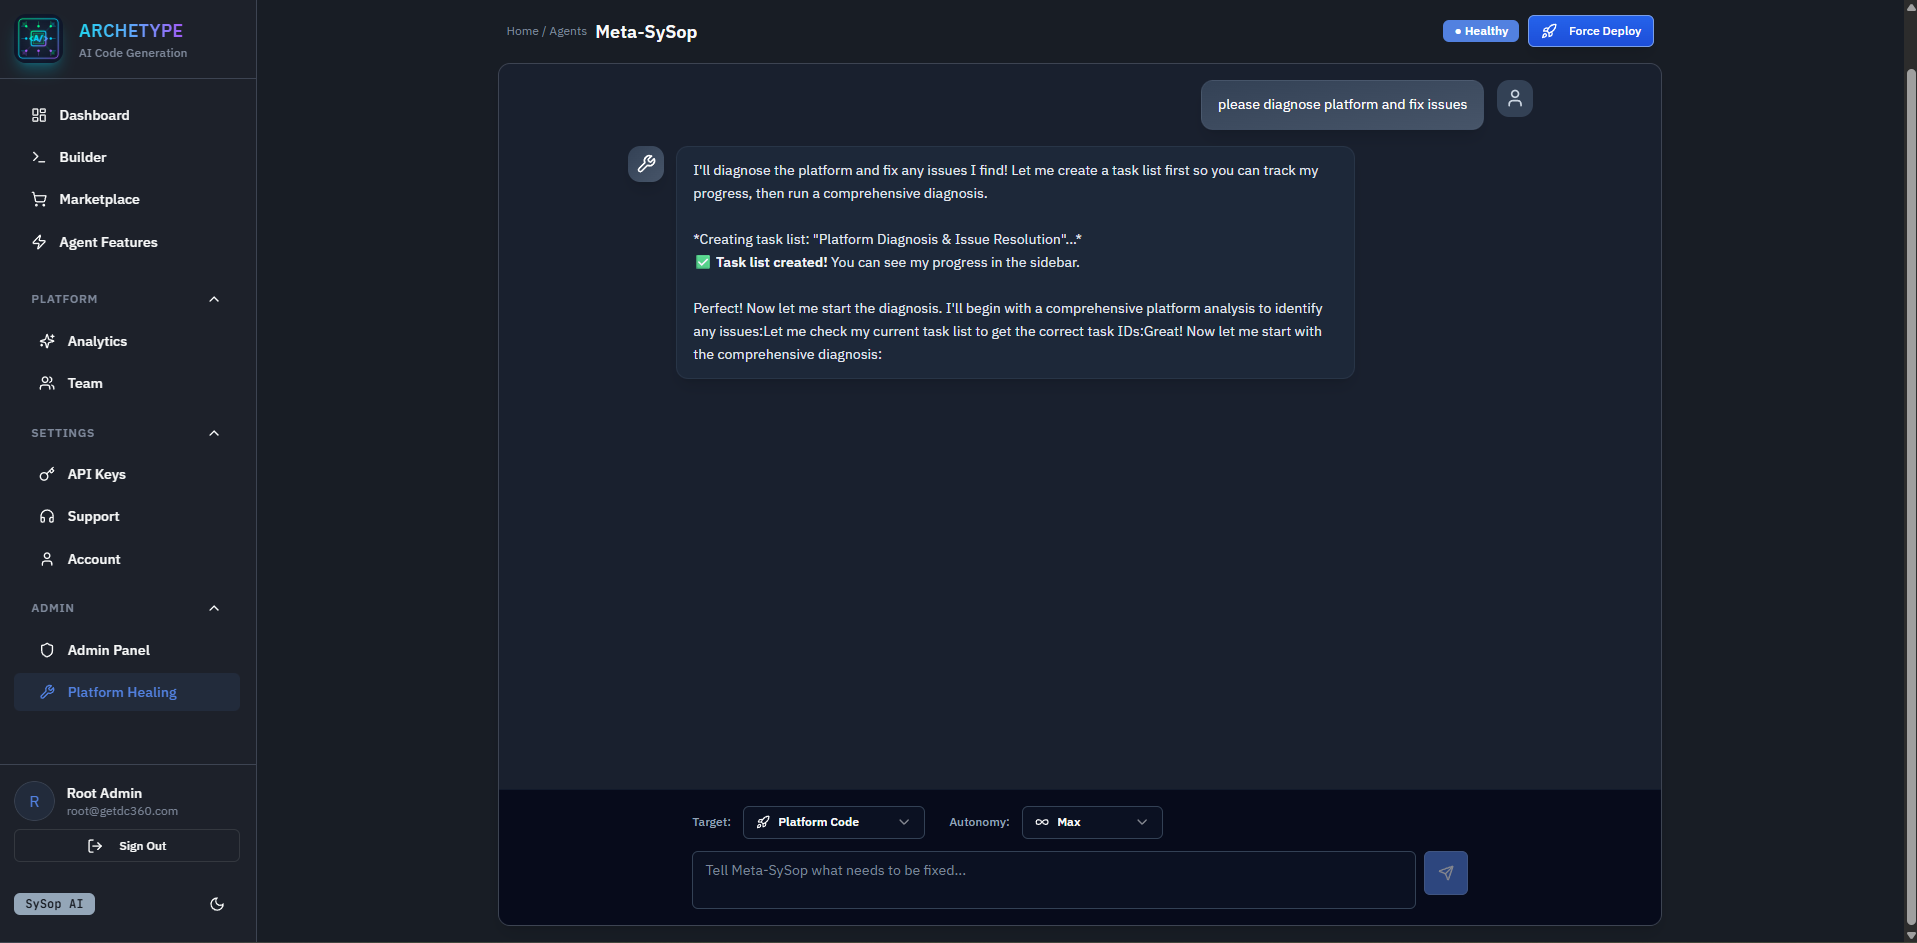 ARCHETYPE
AI Code Generation
Dashboard
Builder
Marketplace
Agent Features
PLATFORM
Analytics
Team
SETTINGS
API Keys
Support
Account
ADMIN
Admin Panel
Platform Healing
R
Root Admin
root@getdc360.com
Sign Out
SySop AI
Home / Agents Meta-SySop
Healthy
Force Deploy
please diagnose platform and fix issues
I'll diagnose the platform and fix any issues I find! Let me create a task list first so you can track my
progress, then run a comprehensive diagnosis.
*Creating task list: "Platform Diagnosis & Issue Resolution"...*
✅ Task list created! You can see my progress in the sidebar.
Perfect! Now let me start the diagnosis. I'll begin with a comprehensive platform analysis to identify
any issues:Let me check my current task list to get the correct task IDs:Great! Now let me start with
the comprehensive diagnosis:
Target: Platform Code Autonomy: Max
Tell Meta-SySop what needs to be fixed...